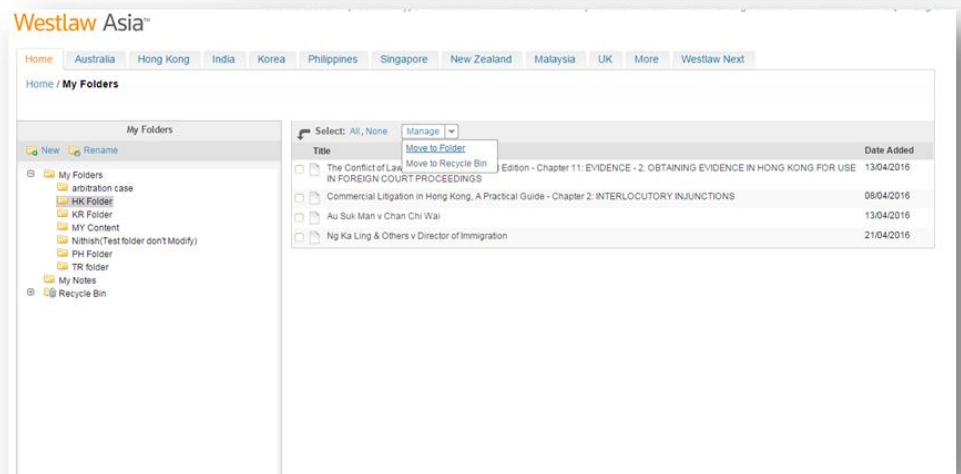 Westlaw Asia™
Home Australia Hong Kong India Korea Philippines Singapore New Zealand Malaysia UK More Westlaw Next
Home / My Folders
My Folders
New Rename
My Folders
arbitration case
HK Folder
KR Folder
MY Content
Nithish(Test folder don't Modify)
PH Folder
TR folder
My Notes
Recycle Bin
Select: All, None Manage
Move to Folder
Move to Recycle Bin
Title Date Added
The Conflict of Law Edition - Chapter 11: EVIDENCE - 2. OBTAINING EVIDENCE IN HONG KONG FOR USE 13/04/2016
IN FOREIGN COURT PROCEEDINGS
Commercial Litigation in Hong Kong, A Practical Guide - Chapter 2: INTERLOCUTORY INJUNCTIONS 08/04/2016
Au Suk Man v Chan Chi Wai 13/04/2016
Ng Ka Ling & Others v Director of Immigration 21/04/2016